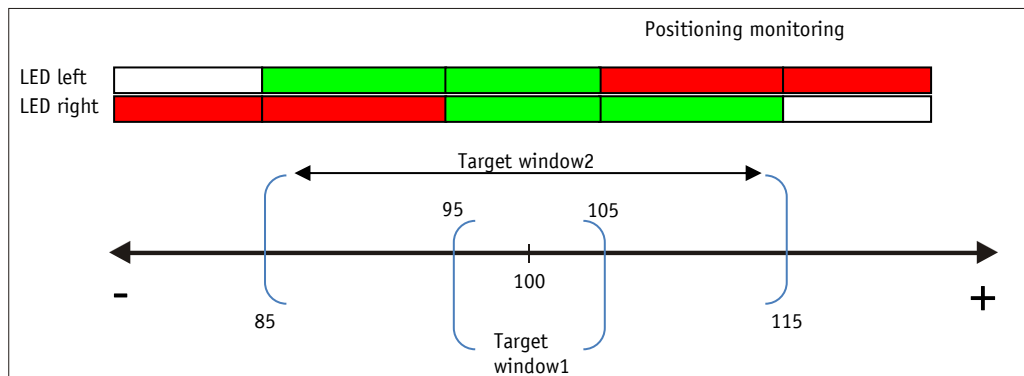 Positioning monitoring
LED left
LED right
Target window2
95
105
100
-
+
85
115
Target
window1